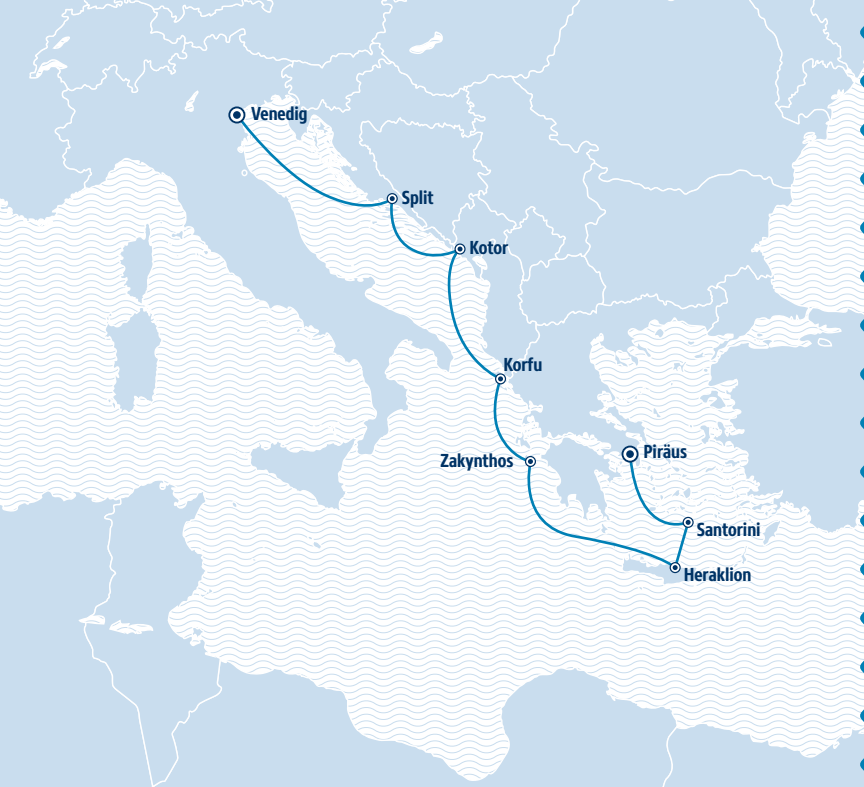 Venedig
Split
Kotor
Korfu
Zakynthos
Piräus
Santorini
Heraklion